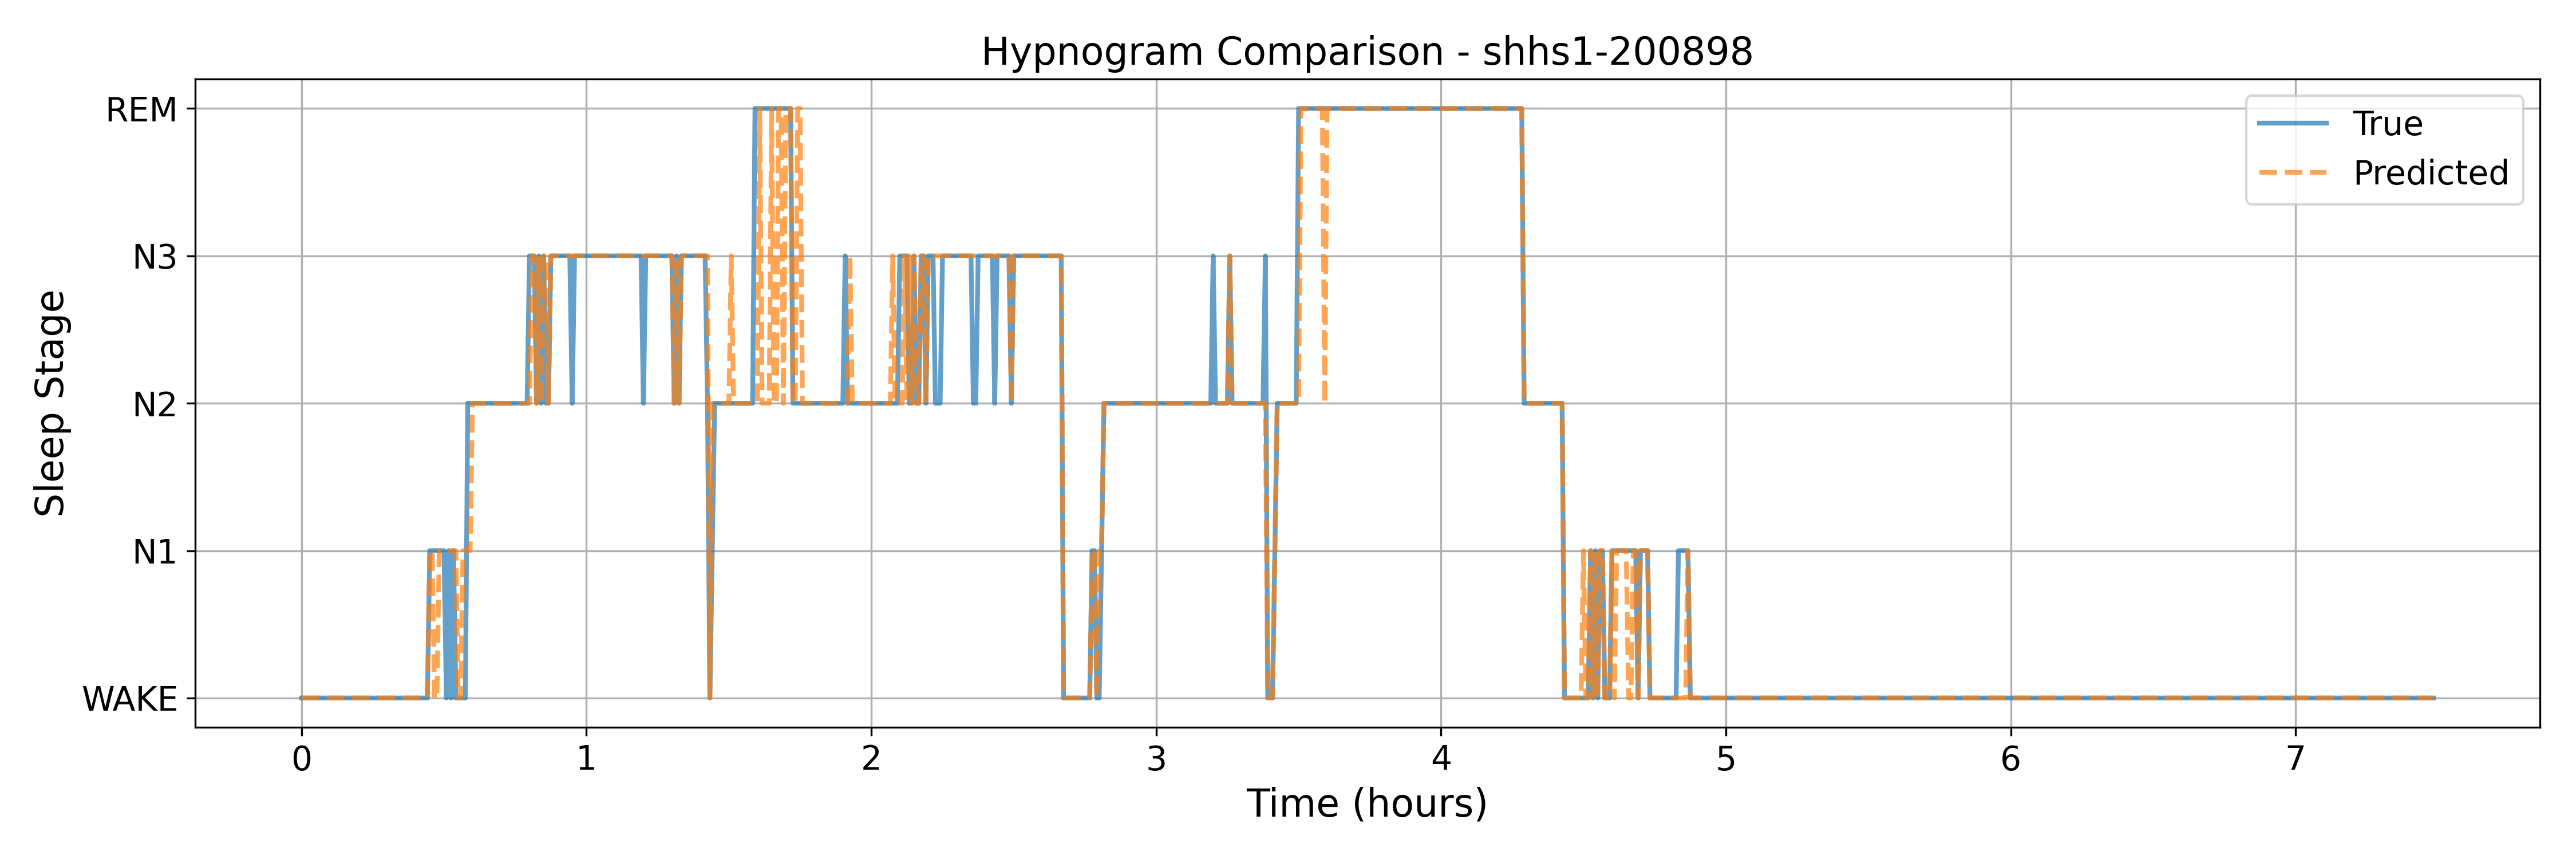 Hypnogram Comparison - shhs1-200898
REM
N3
N2
N1
WAKE
Sleep Stage
True
Predicted
0 1 2 3 4 5 6 7
Time (hours)